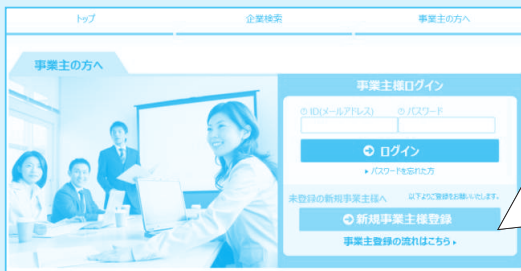 トップ
企業検索
事業主の方へ
事業主の方へ
事業主様ログイン
ID(メールアドレス)
パスワード
ログイン
パスワードを忘れた方
未登録の新規事業主様へ
以下よりご登録をお願いいたします。
新規事業主様登録
事業主登録の流れはこちら